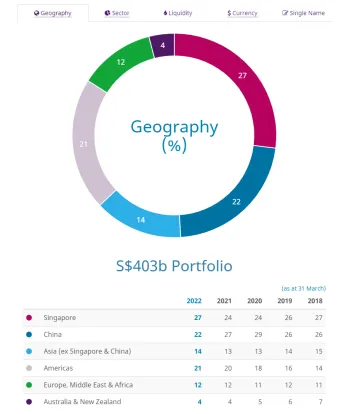 Geography Sector Liquidity $ Currency Single Name
4
12
27
Geography
(%)
21
22
14
S$403b Portfolio
(as at 31 March)
2022 2021 2020 2019 2018
Singapore 27 24 24 26 27
China 22 27 29 26 26
Asia (ex Singapore & China) 14 13 13 14 15
Americas 21 20 18 16 14
Europe, Middle East & Africa 12 12 11 12 11
Australia & New Zealand 4 4 5 6 7